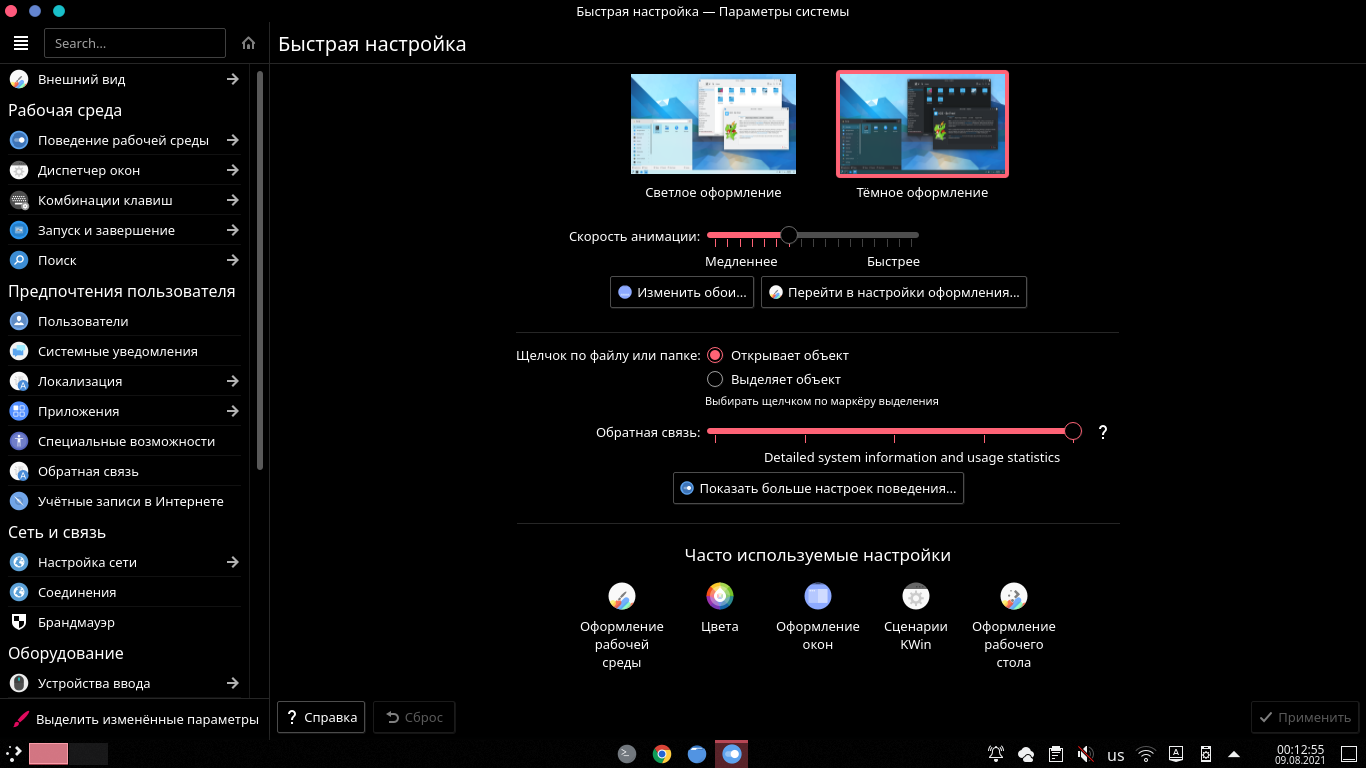 Быстрая настройка — Параметры системы
Search...
Быстрая настройка
Внешний вид
Рабочая среда
Поведение рабочей среды
Диспетчер окон
Комбинации клавиш
Запуск и завершение
Поиск
Предпочтения пользователя
Пользователи
Системные уведомления
Локализация
Приложения
Специальные возможности
Обратная связь
Учётные записи в Интернете
Сеть и связь
Настройка сети
Соединения
Брандмауэр
Оборудование
Устройства ввода
Выделить изменённые параметры
Светлое оформление
Тёмное оформление
Скорость анимации:
Медленнее
Быстрее
Изменить обои...
Перейти в настройки оформления...
Щелчок по файлу или папке:
Открывает объект
Выделяет объект
Выбирать щелчком по маркёру выделения
Обратная связь:
?
Detailed system information and usage statistics
Показать больше настроек поведения...
Часто используемые настройки
Оформление
рабочей
среды
Цвета
Оформление
окон
Сценарии
KWin
Оформление
рабочего
стола
? Справка
Сброс
Применить
us
A
00:12:55
09.08.2021